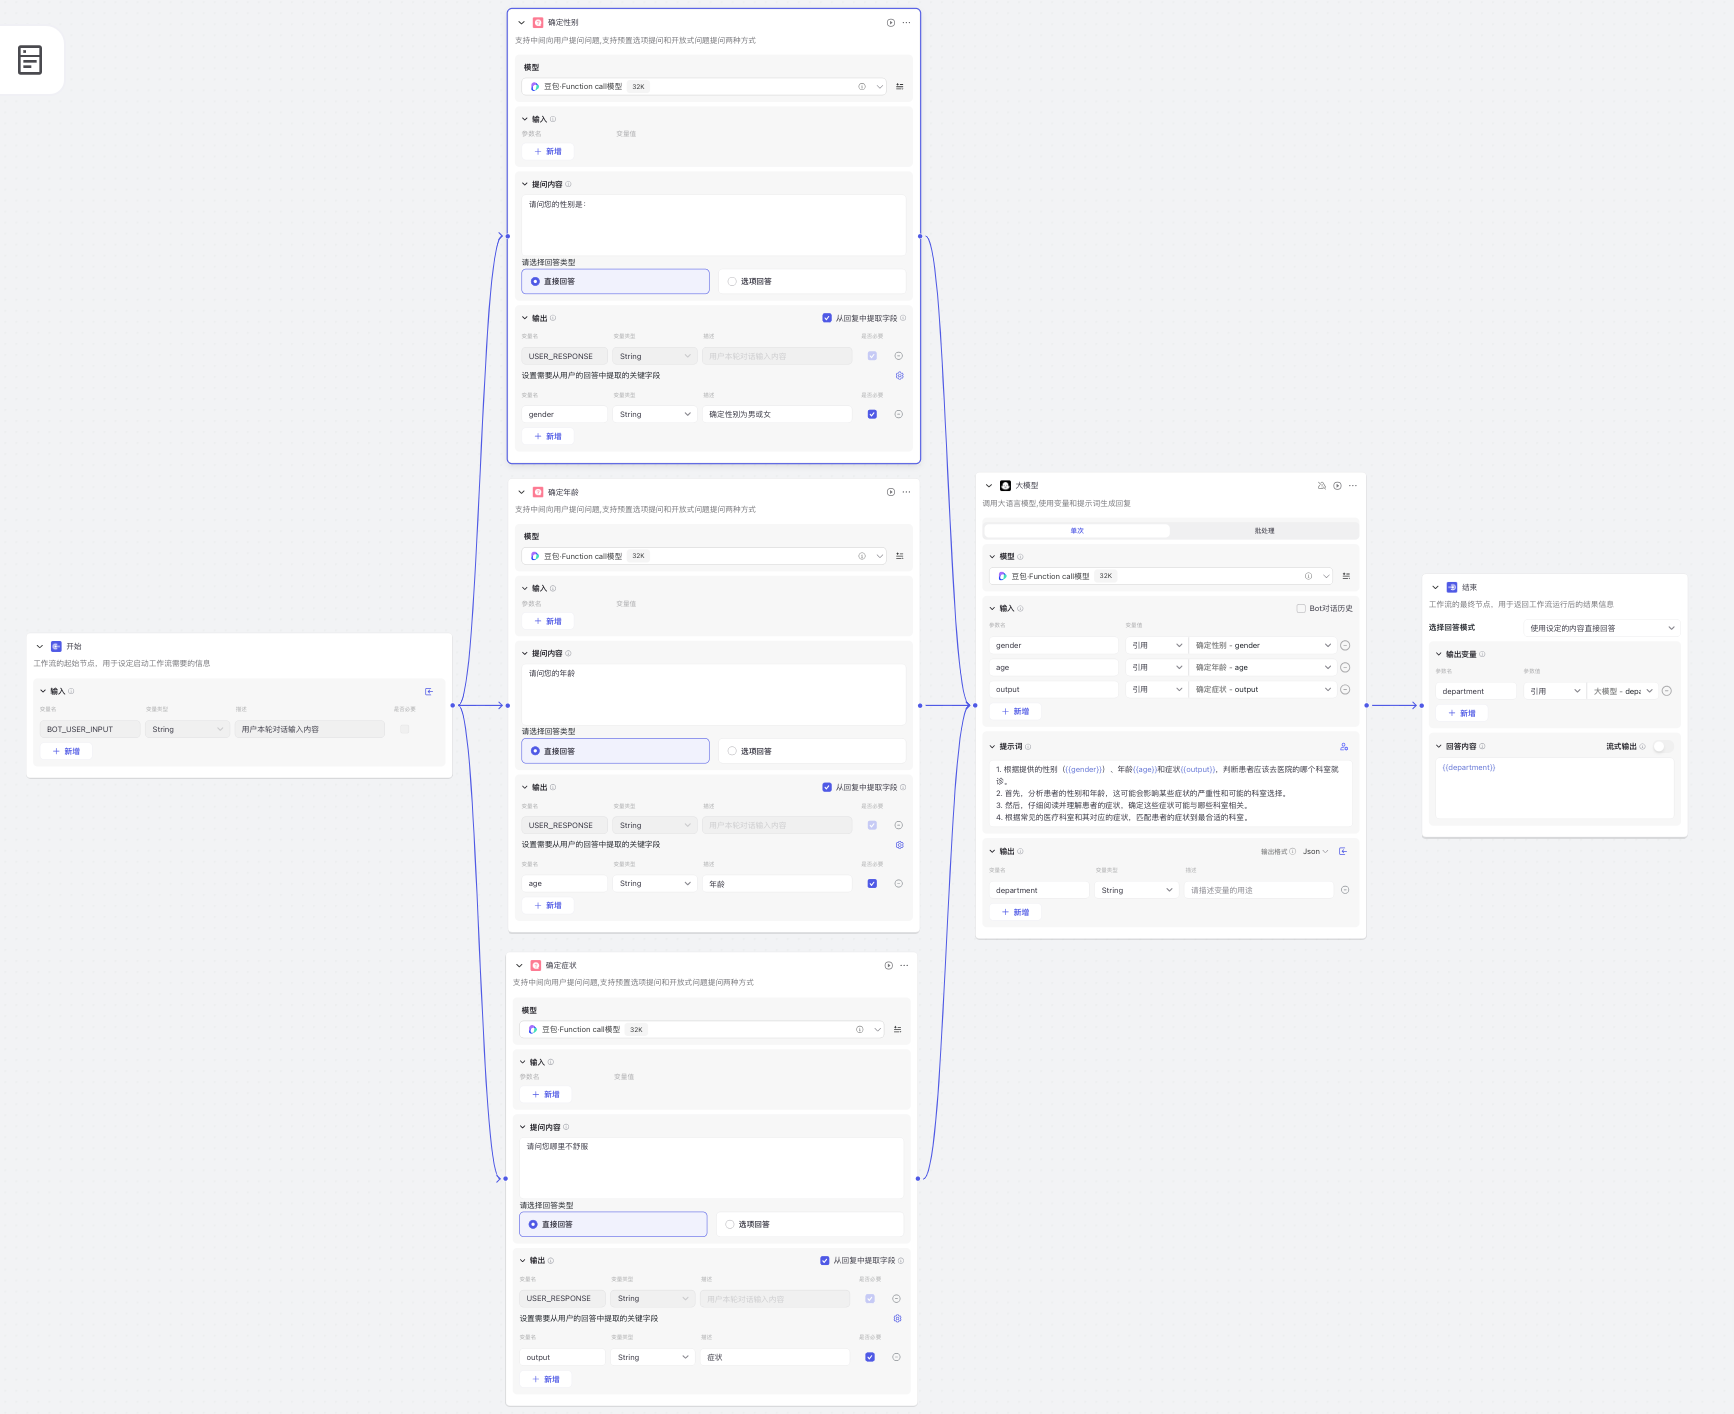 确定性别
支持中间向用户提问问题,支持预置选项提问和开放式问题提问两种方式
模型
豆包·Function call模型 32K
输入
参数名 变量值
新增
提问内容
请问您的性别是:
请选择回答类型
直接回答 选项回答
输出 从回复中提取字段
变量名 变量类型 描述 是否必要
USER_RESPONSE String 用户本轮对话输入内容
设置需要从用户的回答中提取的关键字段
变量名 变量类型 描述 是否必要
gender String 确定性别为男或女
新增
确定年龄
支持中间向用户提问问题,支持预置选项提问和开放式问题提问两种方式
模型
豆包·Function call模型 32K
输入
参数名 变量值
新增
提问内容
请问您的年龄
请选择回答类型
直接回答 选项回答
输出 从回复中提取字段
变量名 变量类型 描述 是否必要
USER_RESPONSE String 用户本轮对话输入内容
设置需要从用户的回答中提取的关键字段
变量名 变量类型 描述 是否必要
age String 年龄
新增
开始
工作流的起始节点，用于设定启动工作流需要的信息
输入
变量名 变量类型 描述 是否必要
BOT_USER_INPUT String 用户本轮对话输入内容
新增
确定症状
支持中间向用户提问问题,支持预置选项提问和开放式问题提问两种方式
模型
豆包·Function call模型 32K
输入
参数名 变量值
新增
提问内容
请问您哪里不舒服
请选择回答类型
直接回答 选项回答
输出 从回复中提取字段
变量名 变量类型 描述 是否必要
USER_RESPONSE String 用户本轮对话输入内容
设置需要从用户的回答中提取的关键字段
变量名 变量类型 描述 是否必要
output String 症状
新增
大模型
调用大语言模型,使用变量和提示词生成回复
单次 批处理
模型
豆包·Function call模型 32K
输入 Bot对话历史
参数名 变量值
gender 引用 确定性别 - gender
age 引用 确定年龄 - age
output 引用 确定症状 - output
新增
提示词
1. 根据提供的性别（{{gender}}）、年龄{{age}}和症状{{output}}，判断患者应该去医院的哪个科室就
诊。
2. 首先，分析患者的性别和年龄，这可能会影响某些症状的严重性和可能的科室选择。
3. 然后，仔细阅读并理解患者的症状，确定这些症状可能与哪些科室相关。
4. 根据常见的医疗科室和其对应的症状，匹配患者的症状到最合适的科室。
输出 输出格式 Json
变量名 变量类型 描述
department String 请描述变量的用途
新增
结束
工作流的最终节点，用于返回工作流运行后的结果信息
选择回答模式 使用设定的内容直接回答
输出变量
参数名 参数值
department 引用 大模型 - depa
新增
回答内容 流式输出
{{department}}